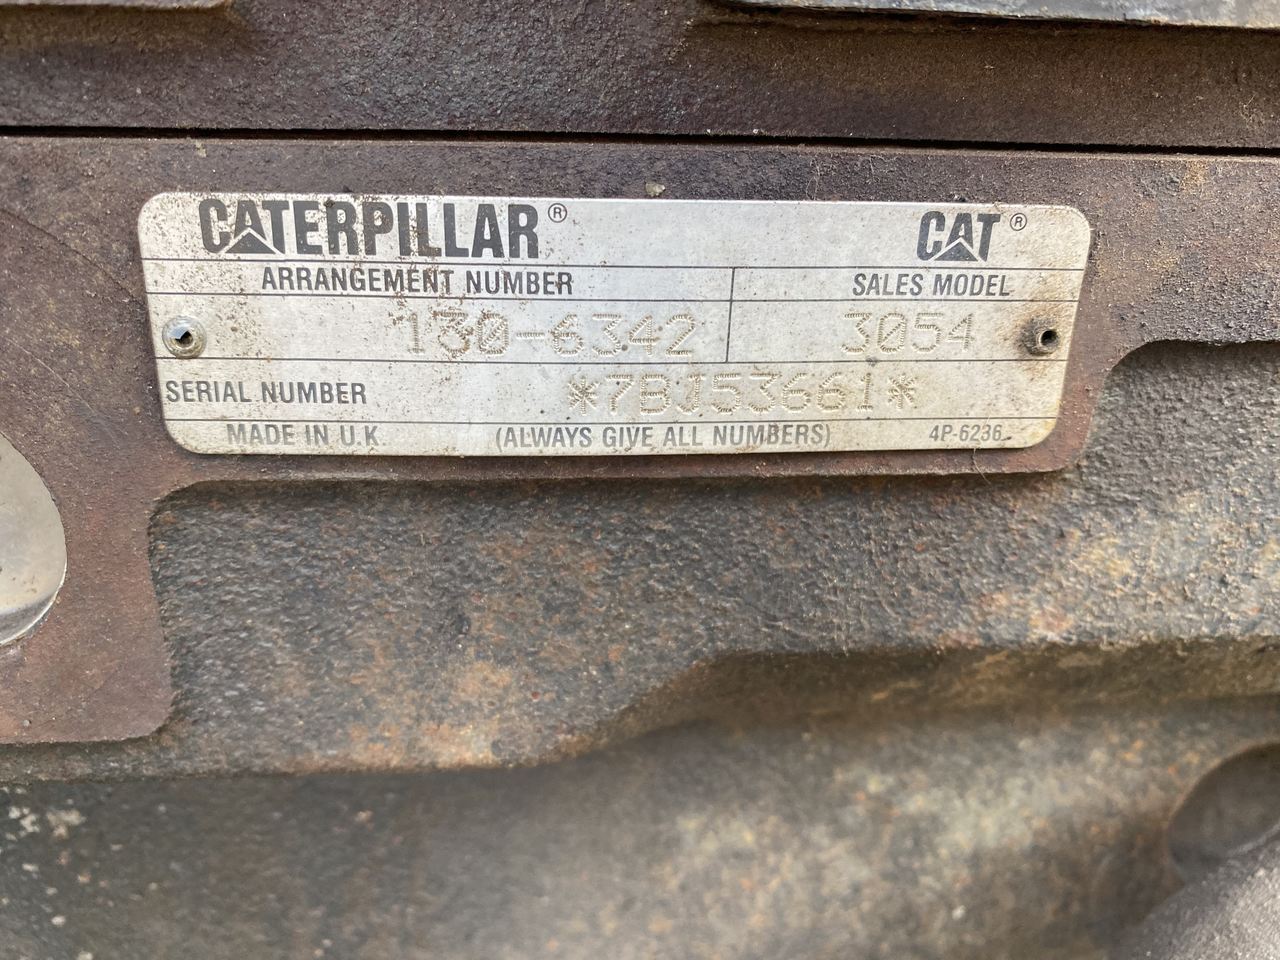 CATERPILLAR® CAT®
ARRANGEMENT NUMBER SALES MODEL
130-6342 3054
SERIAL NUMBER *7BJ53661*
MADE IN U.K. (ALWAYS GIVE ALL NUMBERS) 4P-6236